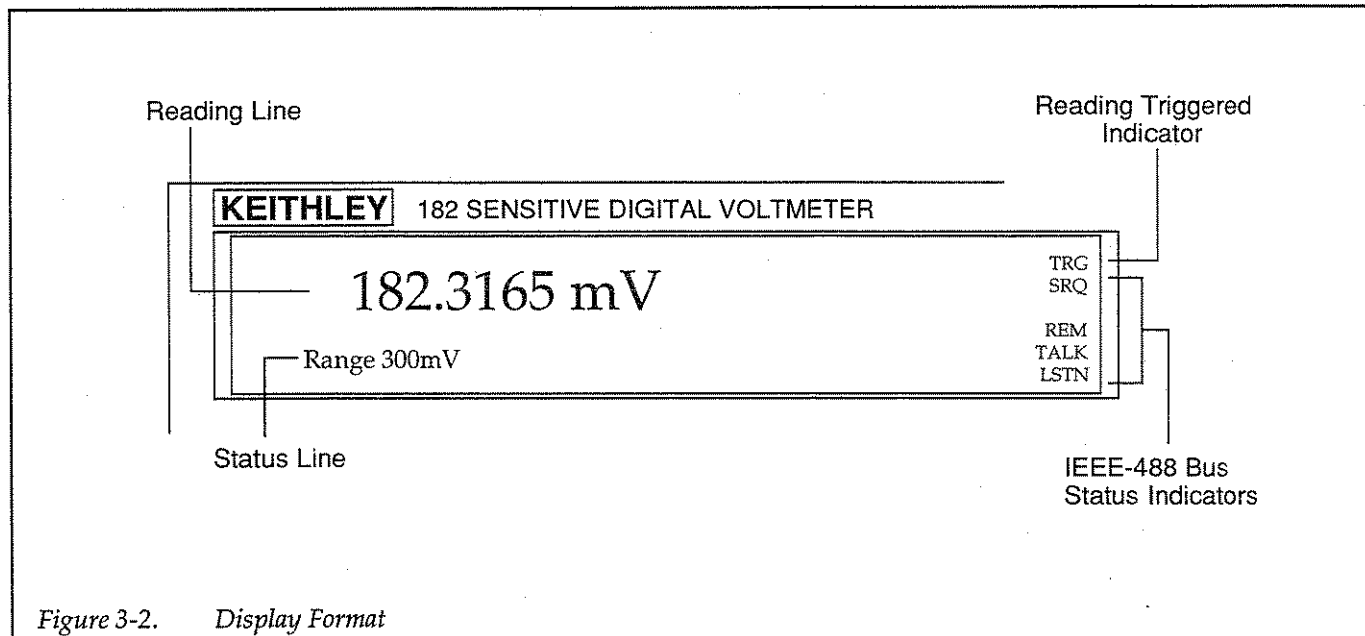 Reading Line
Reading Triggered
Indicator
KEITHLEY 182 SENSITIVE DIGITAL VOLTMETER
182.3165 mV
TRG
SRQ
REM
TALK
LSTN
Range 300mV
Status Line
IEEE-488 Bus
Status Indicators
Figure 3-2. Display Format